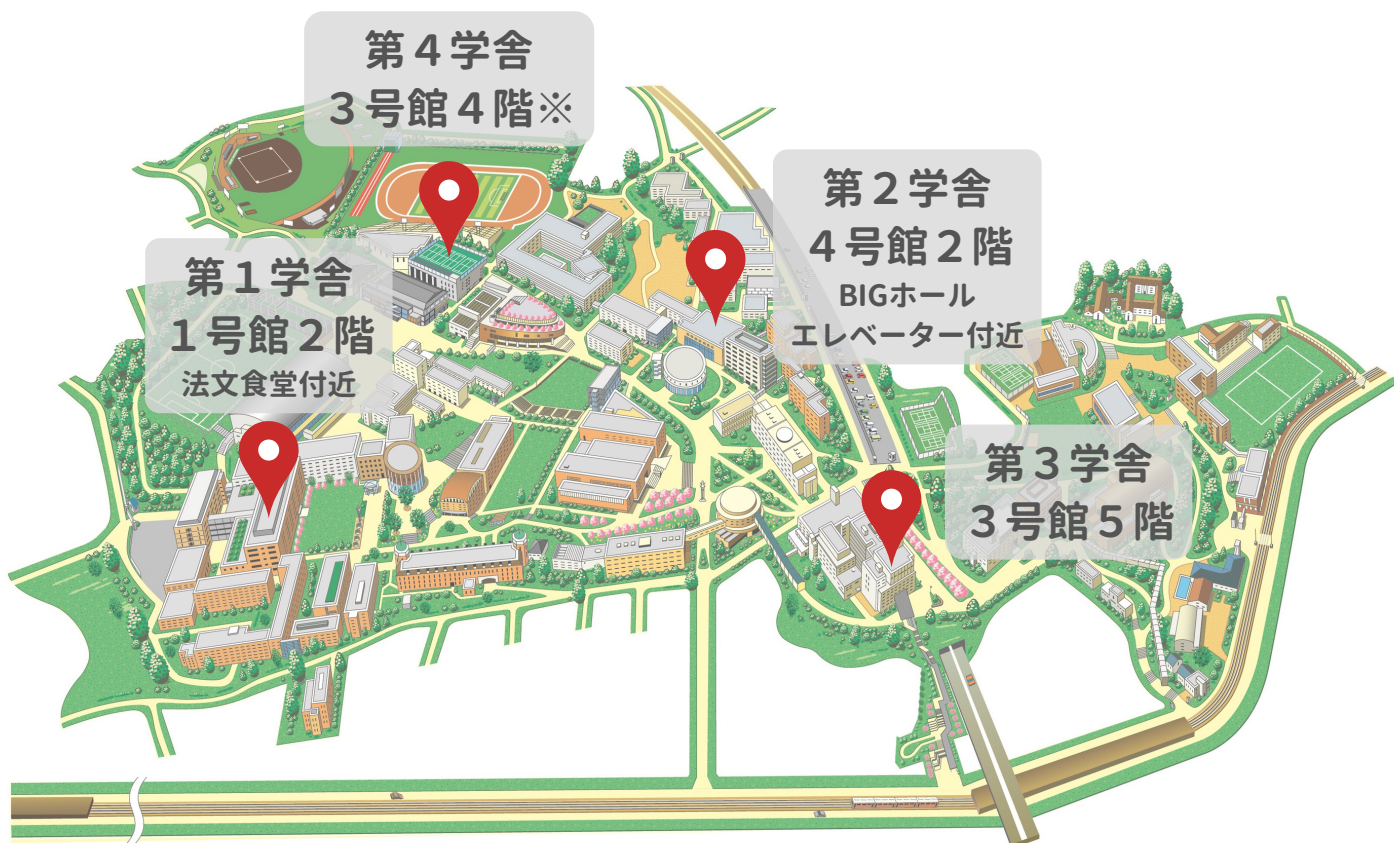 第４学舎
３号館４階※
第２学舎
４号館２階
BIGホール
エレベーター付近
第１学舎
１号館２階
法文食堂付近
第３学舎
３号館５階